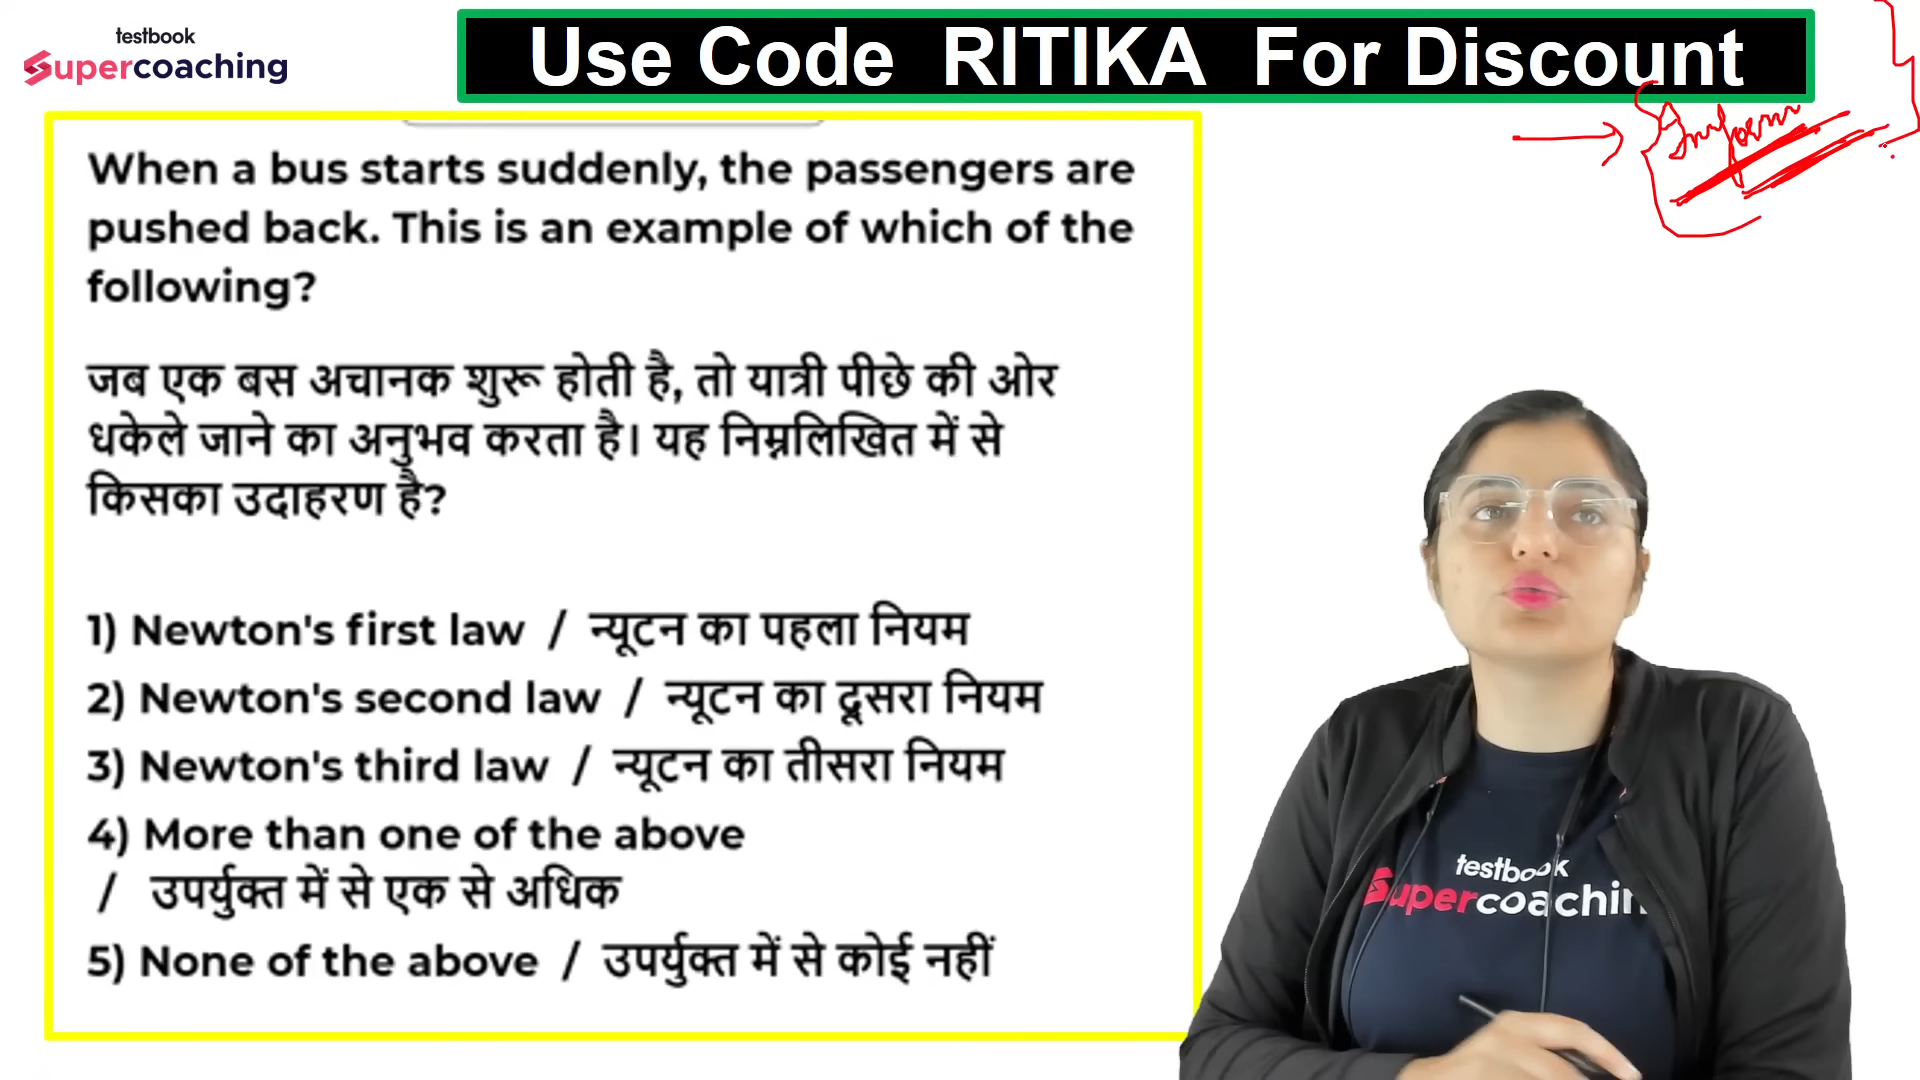 testbook
Supercoaching
Use Code RITIKA For Discount
When a bus starts suddenly, the passengers are
pushed back. This is an example of which of the
following?
जब एक बस अचानक शुरू होती है, तो यात्री पीछे की ओर
धकेले जाने का अनुभव करता है। यह निम्नलिखित में से
किसका उदाहरण है?
1) Newton's first law / न्यूटन का पहला नियम
2) Newton's second law / न्यूटन का दूसरा नियम
3) Newton's third law / न्यूटन का तीसरा नियम
4) More than one of the above
/ उपर्युक्त में से एक से अधिक
5) None of the above / उपर्युक्त में से कोई नहीं
testbook
Supercoachin